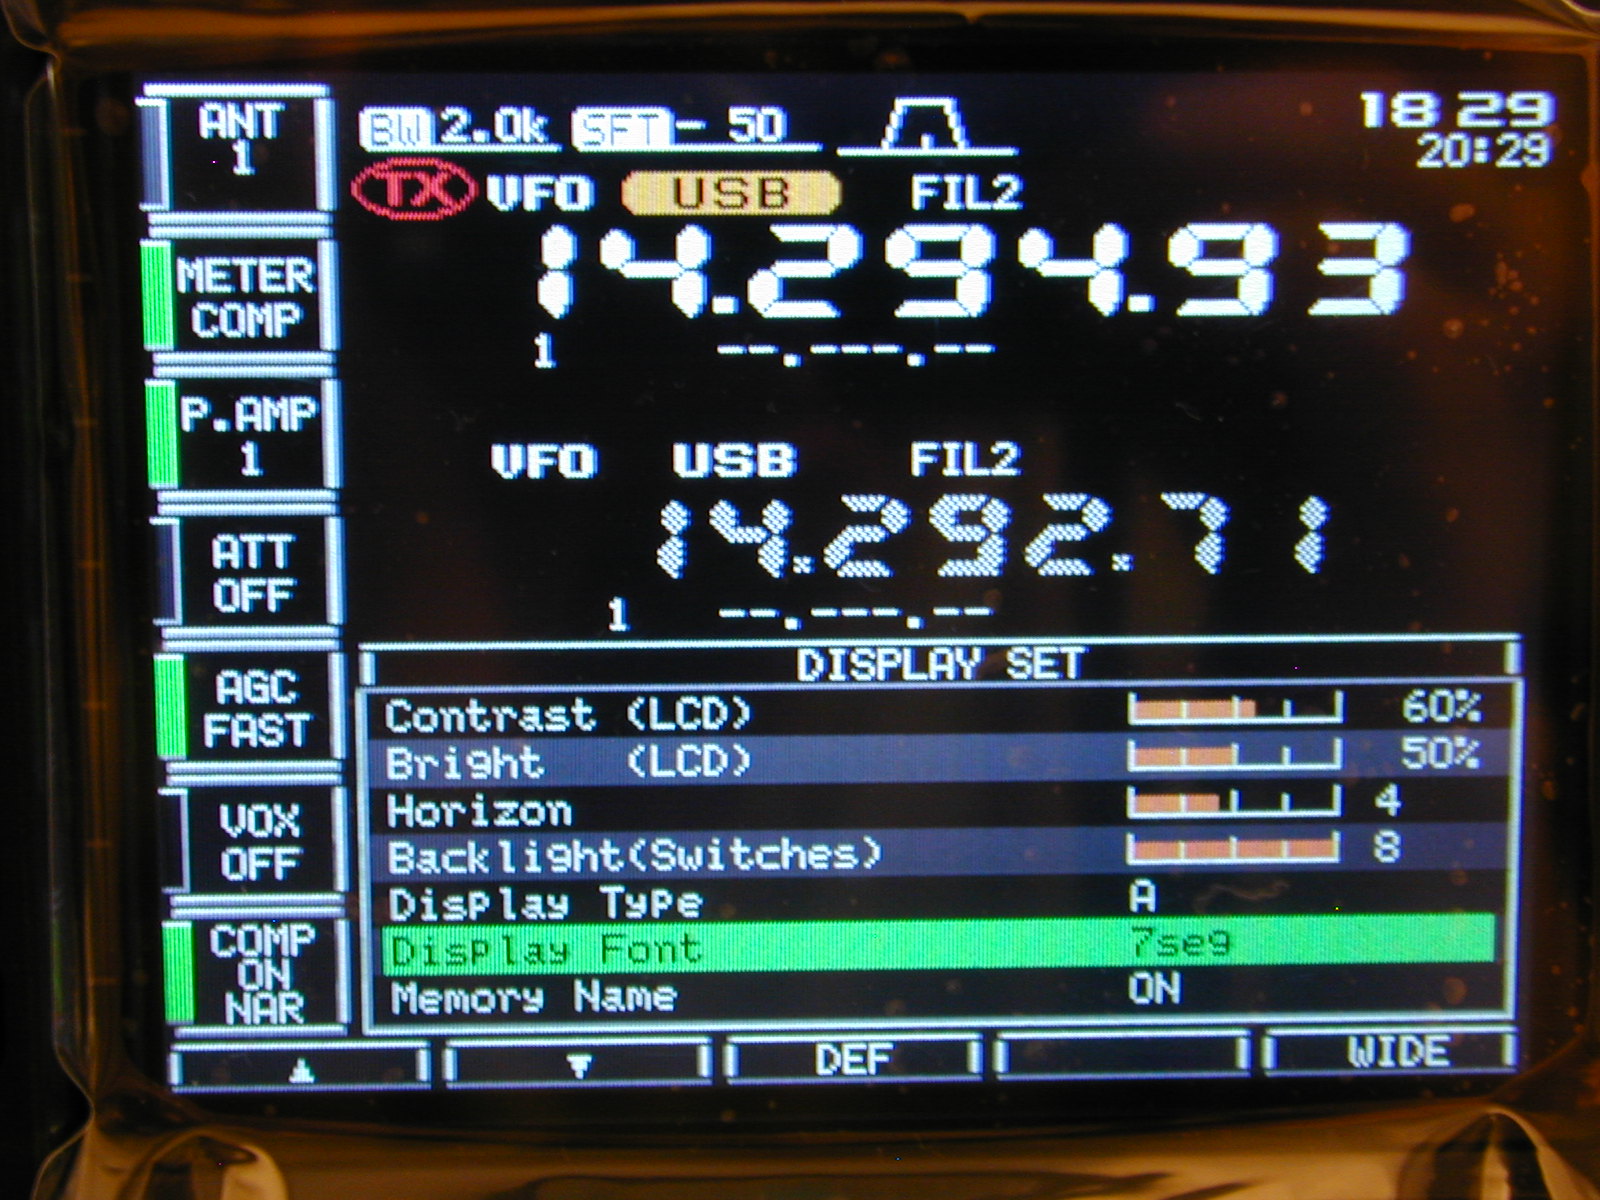 ANT
1
METER
COMP
P.AMP
1
ATT
OFF
AGC
FAST
VOX
OFF
COMP
ON
NAR
BW 2.0k SFT - 50
18 29
20:29
TX VFO USB FIL2
14.294.93
1 --.---.--
VFO USB FIL2
14.292.71
1 --.---.--
DISPLAY SET
Contrast (LCD) 60%
Bright (LCD) 50%
Horizon 4
Backlight(Switches) 8
Display Type A
Display Font 7seg
Memory Name ON
▲ ▼ DEF WIDE